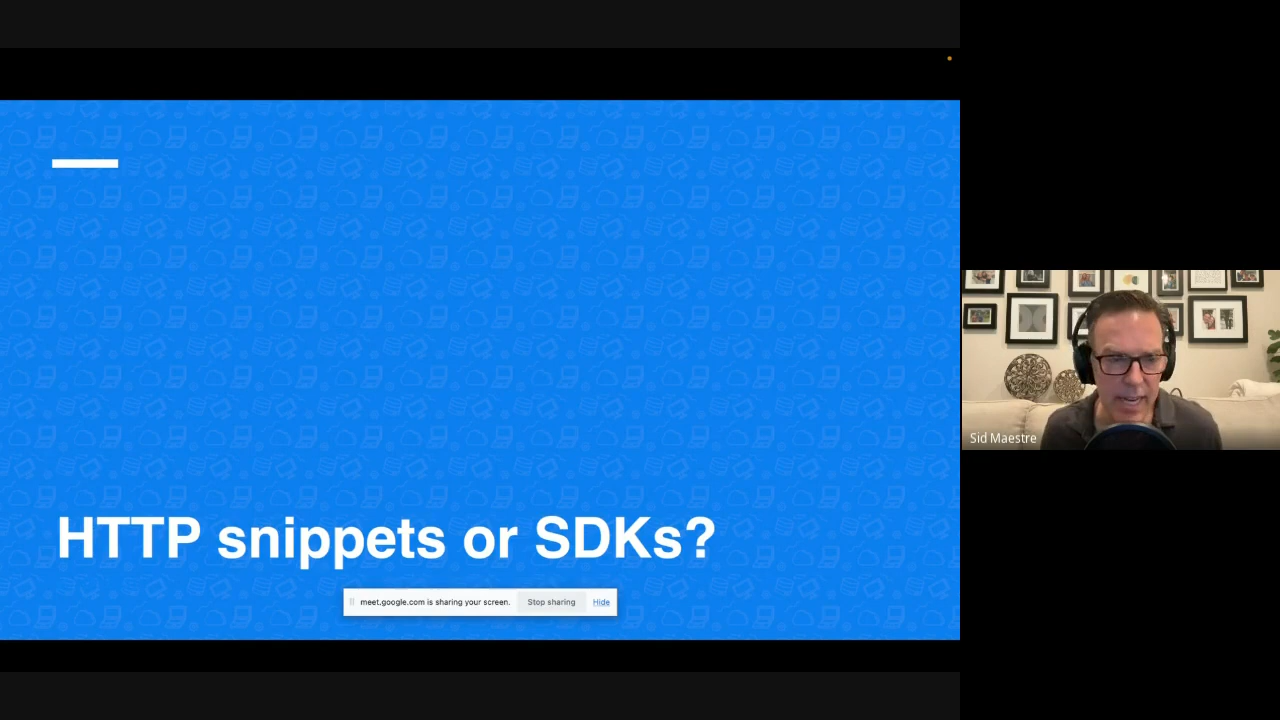 HTTP snippets or SDKs?
meet.google.com is sharing your screen. Stop sharing Hide
Sid Maestre